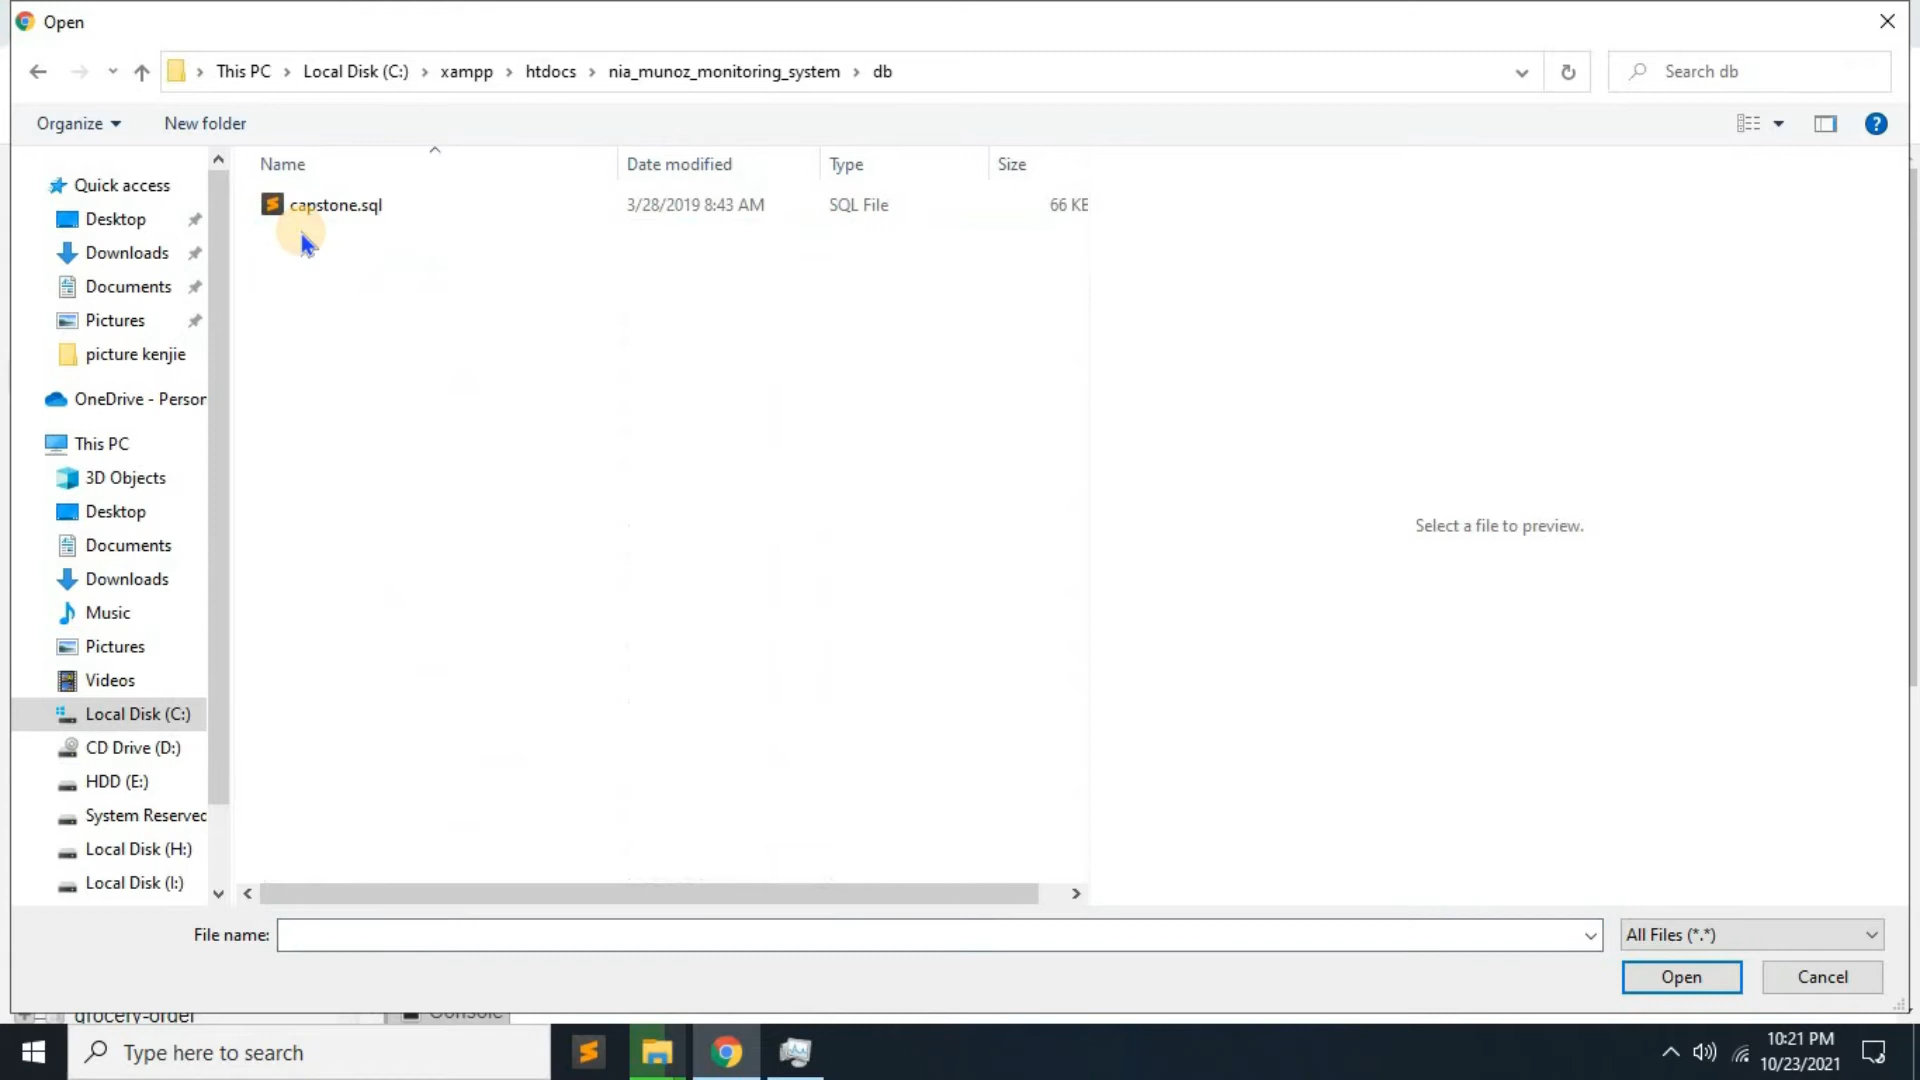 Open
This PC > Local Disk (C:) > xampp > htdocs > nia_munoz_monitoring_system > db
Search db
Organize
New folder
Name
Date modified
Type
Size
capstone.sql
3/28/2019 8:43 AM
SQL File
66 KE
Quick access
Desktop
Downloads
Documents
Pictures
picture kenjie
OneDrive - Person
This PC
3D Objects
Desktop
Documents
Downloads
Music
Pictures
Videos
Local Disk (C:)
CD Drive (D:)
HDD (E:)
System Reserved
Local Disk (H:)
Local Disk (I:)
Select a file to preview.
File name:
All Files (*.*)
Open
Cancel
grocery-order
Console
Type here to search
10:21 PM
10/23/2021